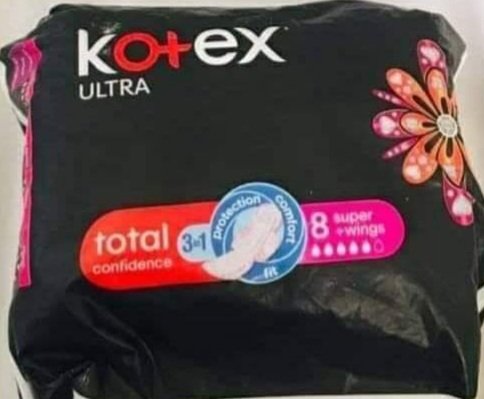 kotex
ULTRA
total
confidence
3in1
protection
comfort
fit
8 super
+wings